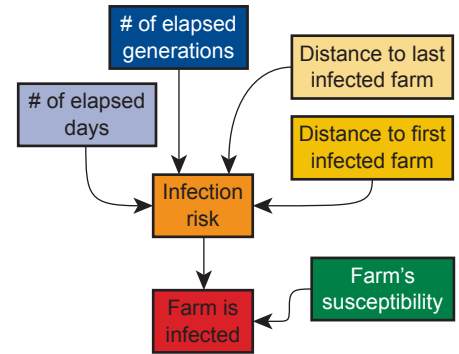 # of elapsed
generations
Distance to last
infected farm
# of elapsed
days
Distance to first
infected farm
Infection
risk
Farm's
susceptibility
Farm is
infected